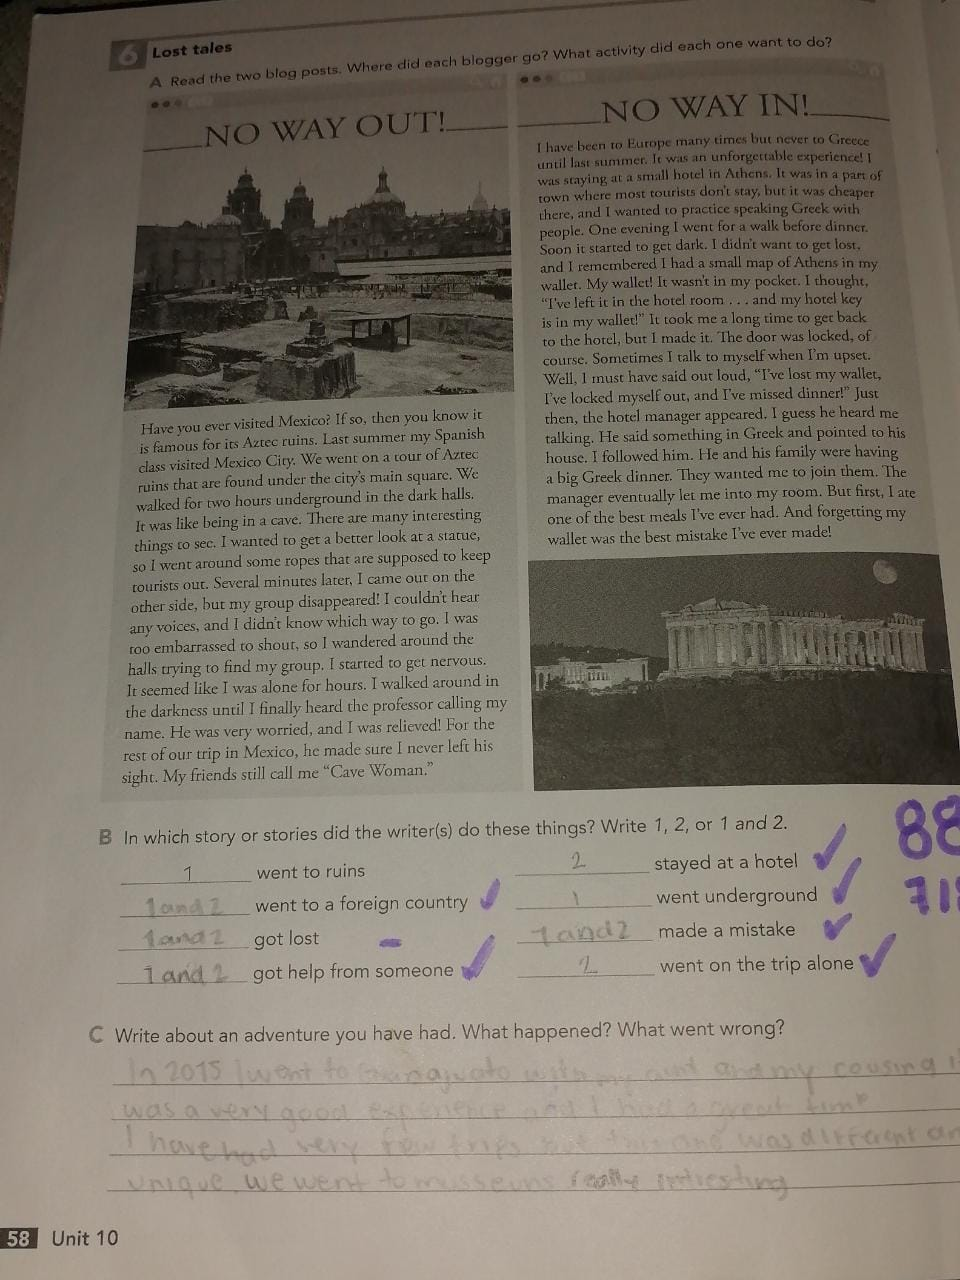 6 Lost tales
A Read the two blog posts. Where did each blogger go? What activity did each one want to do?
NO WAY OUT!
Have you ever visited Mexico? If so, then you know it
is famous for its Aztec ruins. Last summer my Spanish
class visited Mexico City. We went on a tour of Aztec
ruins that are found under the city's main square. We
walked for two hours underground in the dark halls.
It was like being in a cave. There are many interesting
things to see. I wanted to get a better look at a statue,
so I went around some ropes that are supposed to keep
tourists out. Several minutes later, I came out on the
other side, but my group disappeared! I couldn't hear
any voices, and I didn't know which way to go. I was
too embarrassed to shout, so I wandered around the
halls trying to find my group. I started to get nervous.
It seemed like I was alone for hours. I walked around in
the darkness until I finally heard the professor calling my
name. He was very worried, and I was relieved! For the
rest of our trip in Mexico, he made sure I never left his
sight. My friends still call me "Cave Woman."
NO WAY IN!
I have been to Europe many times but never to Greece
until last summer. It was an unforgettable experience! I
was staying at a small hotel in Athens. It was in a part of
town where most tourists don't stay, but it was cheaper
there, and I wanted to practice speaking Greek with
people. One evening I went for a walk before dinner.
Soon it started to get dark. I didn't want to get lost,
and I remembered I had a small map of Athens in my
wallet. My wallet! It wasn't in my pocket. I thought,
"I've left it in the hotel room . . . and my hotel key
is in my wallet!" It took me a long time to get back
to the hotel, but I made it. The door was locked, of
course. Sometimes I talk to myself when I'm upset.
Well, I must have said out loud, "I've lost my wallet,
I've locked myself out, and I've missed dinner!" Just
then, the hotel manager appeared. I guess he heard me
talking. He said something in Greek and pointed to his
house. I followed him. He and his family were having
a big Greek dinner. They wanted me to join them. The
manager eventually let me into my room. But first, I ate
one of the best meals I've ever had. And forgetting my
wallet was the best mistake I've ever made!
B In which story or stories did the writer(s) do these things? Write 1, 2, or 1 and 2.
1 went to ruins
1 and 2 went to a foreign country
1 and 2 got lost
1 and 2 got help from someone
2 stayed at a hotel
1 went underground
1 and 2 made a mistake
2 went on the trip alone
88
C Write about an adventure you have had. What happened? What went wrong?
In 2015 I went to Guanajuato with my aunt and my cousing
was a very good experience and I had a great time
I have had very few trips but this one was different
unique we went to musseuns really intresting
58 Unit 10